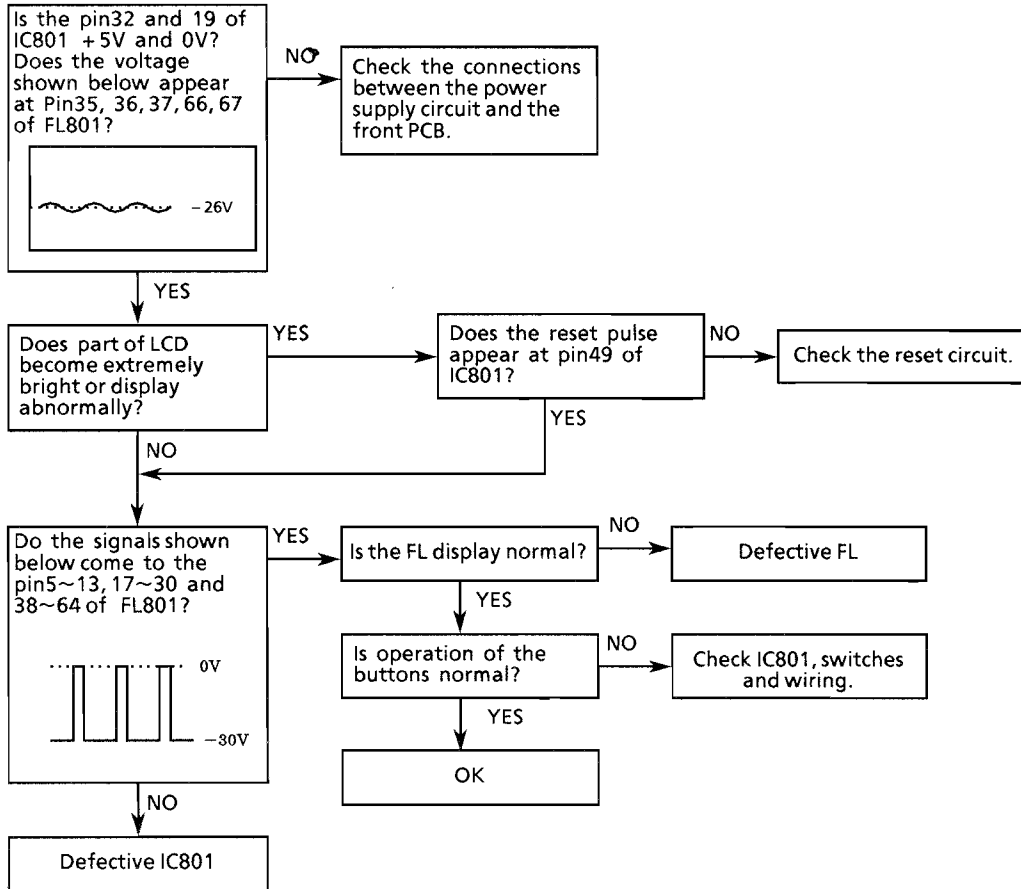 Is the pin32 and 19 of
IC801 +5V and 0V?
Does the voltage
shown below appear
at Pin35, 36, 37, 66, 67
of FL801?
−26V
NO
Check the connections
between the power
supply circuit and the
front PCB.
YES
Does part of LCD
become extremely
bright or display
abnormally?
YES
Does the reset pulse
appear at pin49 of
IC801?
NO
Check the reset circuit.
YES
NO
Do the signals shown
below come to the
pin5~13, 17~30 and
38~64 of FL801?
0V
−30V
YES
Is the FL display normal?
NO
Defective FL
YES
Is operation of the
buttons normal?
NO
Check IC801, switches
and wiring.
YES
OK
NO
Defective IC801